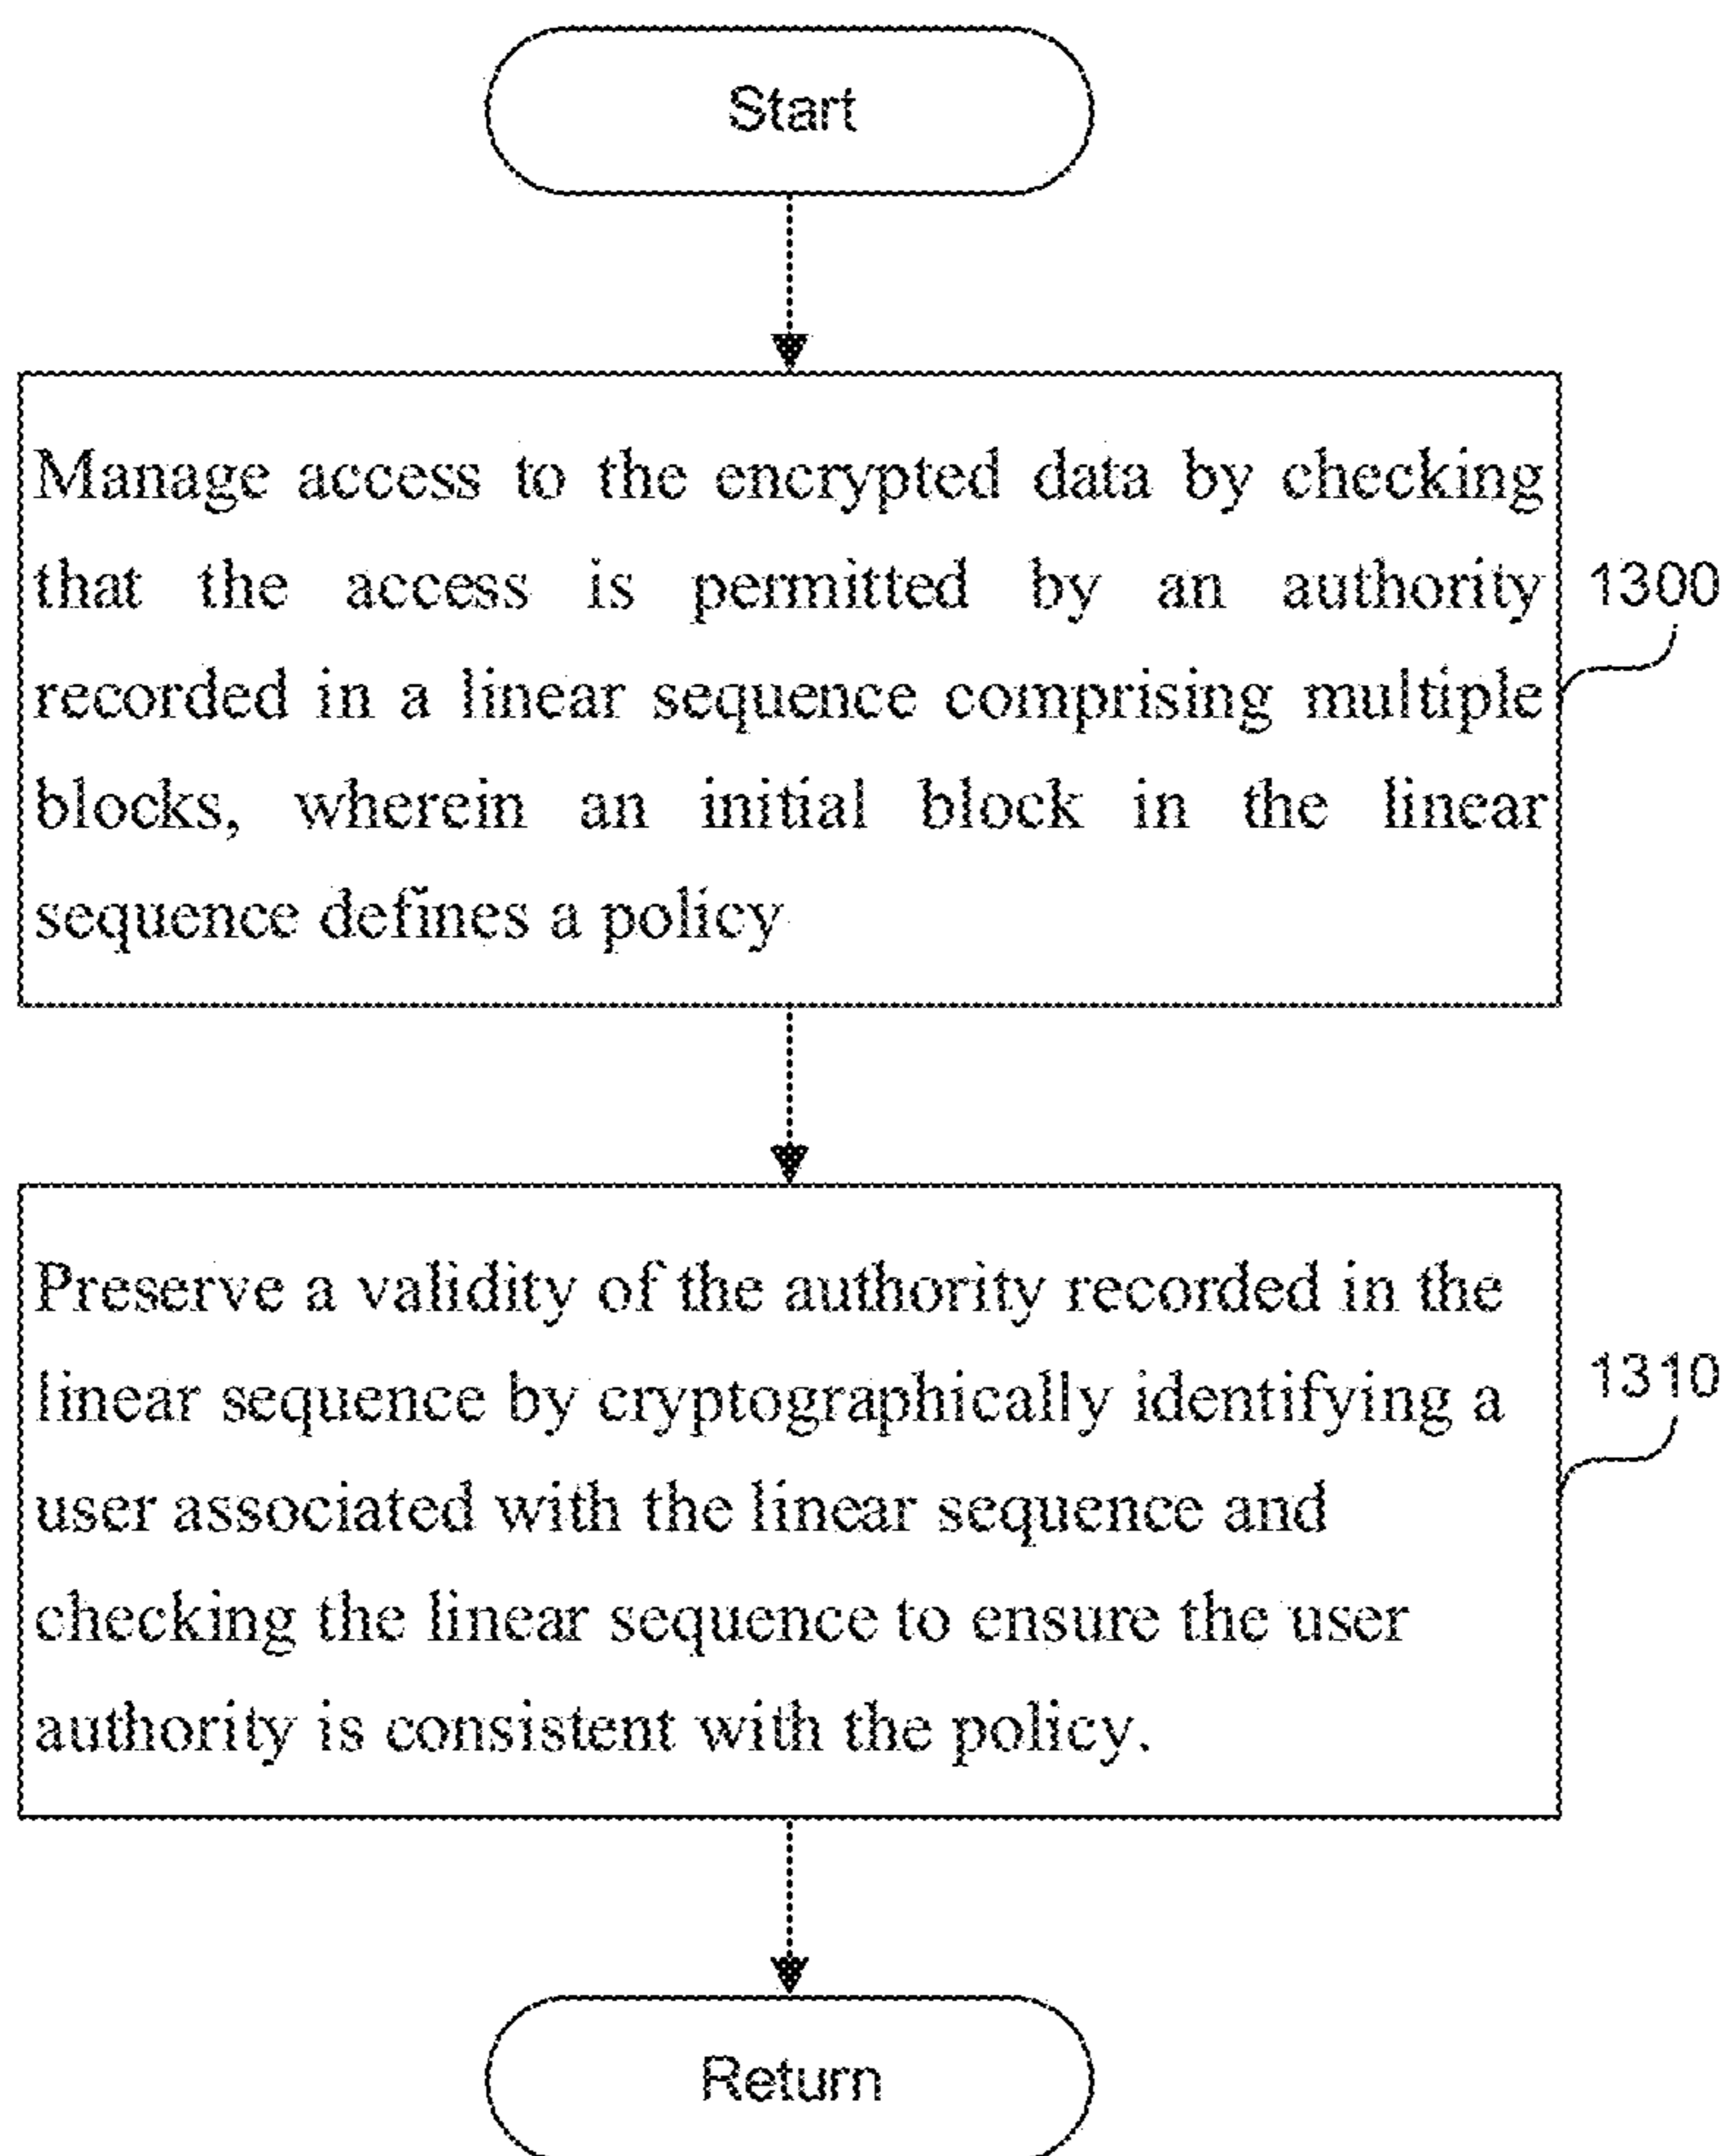 Start
Manage access to the encrypted data by checking
that the access is permitted by an authority
1300
recorded in a linear sequence comprising multiple
blocks, wherein an initial block in the linear
sequence defines a policy
Preserve a validity of the authority recorded in the
1310
linear sequence by cryptographically identifying a
user associated with the linear sequence and
checking the linear sequence to ensure the user
authority is consistent with the policy.
Return